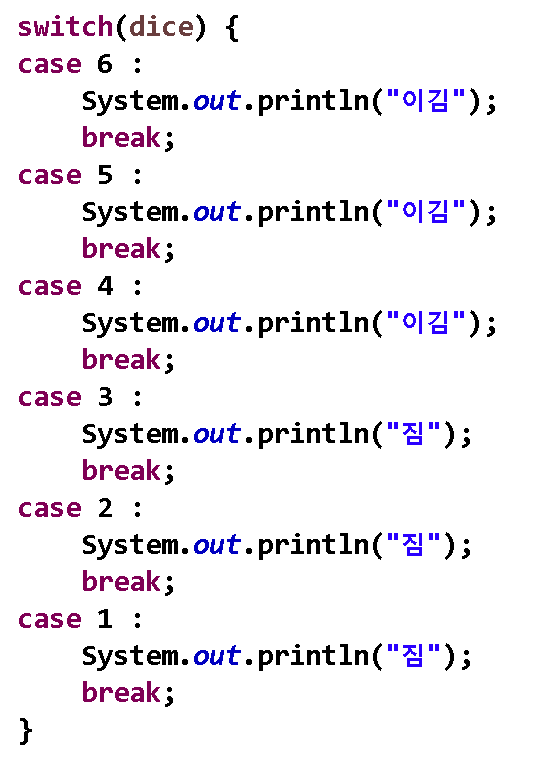 switch(dice) {
case 6 :
    System.out.println("이김");
    break;
case 5 :
    System.out.println("이김");
    break;
case 4 :
    System.out.println("이김");
    break;
case 3 :
    System.out.println("짐");
    break;
case 2 :
    System.out.println("짐");
    break;
case 1 :
    System.out.println("짐");
    break;
}